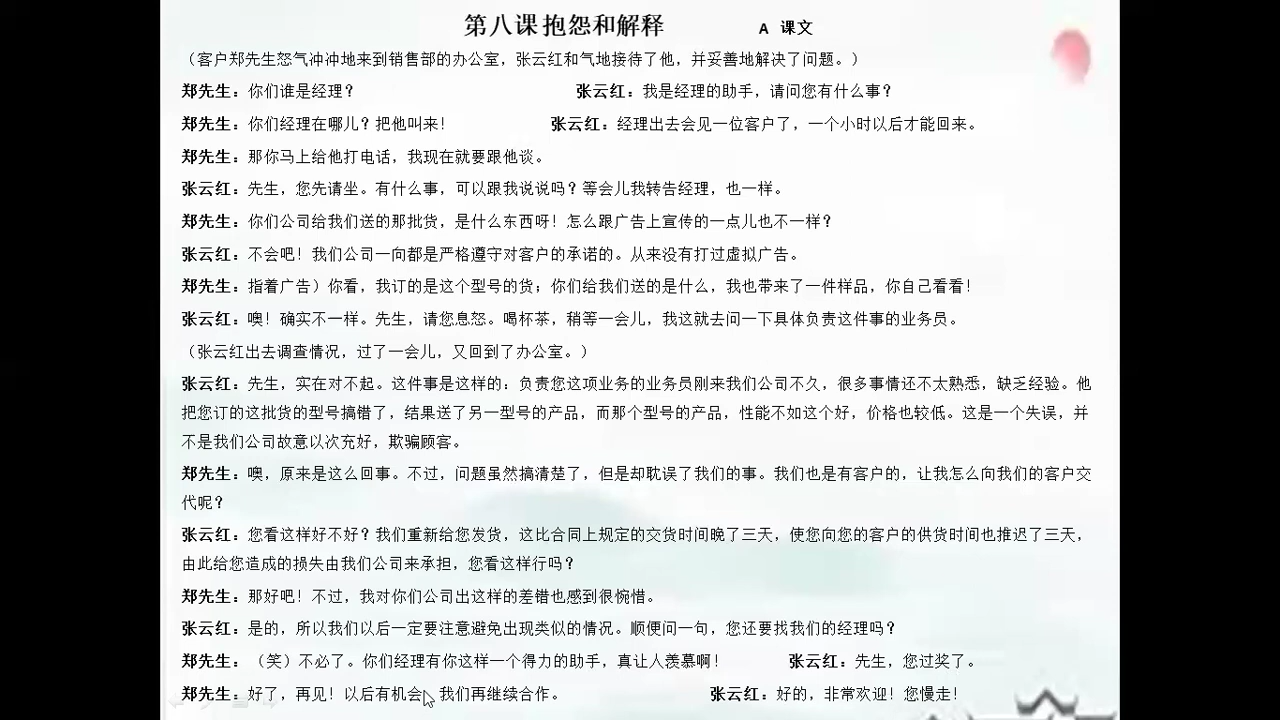 第八课 抱怨和解释 A 课文
（客户郑先生怒气冲冲地来到销售部的办公室，张云红和气地接待了他，并妥善地解决了问题。）
郑先生：你们谁是经理？ 张云红：我是经理的助手，请问您有什么事？
郑先生：你们经理在哪儿？把他叫来！ 张云红：经理出去会见一位客户了，一个小时以后才能回来。
郑先生：那你马上给他打电话，我现在就要跟他谈。
张云红：先生，您先请坐。有什么事，可以跟我说说吗？等会儿我转告经理，也一样。
郑先生：你们公司给我们送的那批货，是什么东西呀！怎么跟广告上宣传的一点儿也不一样？
张云红：不会吧！我们公司一向都是严格遵守对客户的承诺的。从来没有打过虚拟广告。
郑先生：指着广告）你看，我订的是这个型号的货；你们给我们送的是什么，我也带来了一件样品，你自己看看！
张云红：噢！确实不一样。先生，请您息怒。喝杯茶，稍等一会儿，我这就去问一下具体负责这件事的业务员。
（张云红出去调查情况，过了一会儿，又回到了办公室。）
张云红：先生，实在对不起。这件事是这样的：负责您这项业务的业务员刚来我们公司不久，很多事情还不太熟悉，缺乏经验。他
把您订的这批货的型号搞错了，结果送了另一型号的产品，而那个型号的产品，性能不如这个好，价格也较低。这是一个失误，并
不是我们公司故意以次充好，欺骗顾客。
郑先生：噢，原来是这么回事。不过，问题虽然搞清楚了，但是却耽误了我们的事。我们也是有客户的，让我怎么向我们的客户交
代呢？
张云红：您看这样好不好？我们重新给您发货，这比合同上规定的交货时间晚了三天，使您向您的客户的供货时间也推迟了三天，
由此给您造成的损失由我们公司来承担，您看这样行吗？
郑先生：那好吧！不过，我对你们公司出这样的差错也感到很惋惜。
张云红：是的，所以我们以后一定要注意避免出现类似的情况。顺便问一句，您还要找我们的经理吗？
郑先生：（笑）不必了。你们经理有你这样一个得力的助手，真让人羡慕啊！ 张云红：先生，您过奖了。
郑先生：好了，再见！以后有机会，我们再继续合作。 张云红：好的，非常欢迎！您慢走！